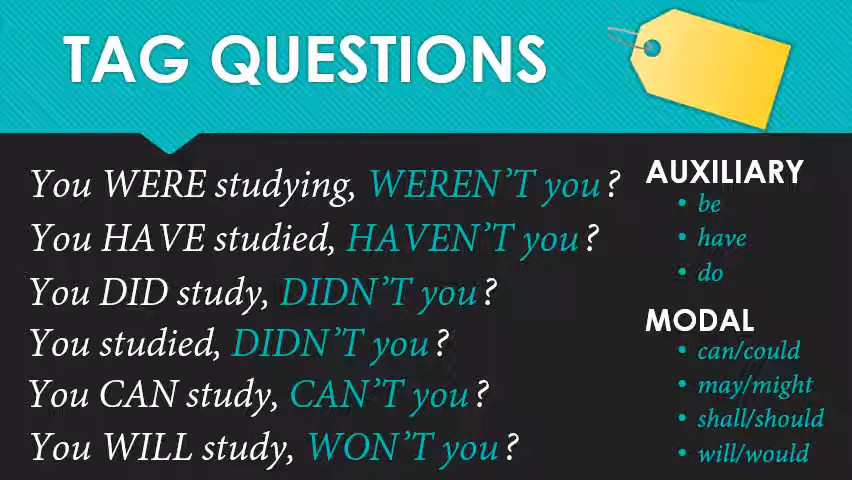 TAG QUESTIONS
You WERE studying, WEREN'T you?
You HAVE studied, HAVEN'T you?
You DID study, DIDN'T you?
You studied, DIDN'T you?
You CAN study, CAN'T you?
You WILL study, WON'T you?
AUXILIARY
• be
• have
• do
MODAL
• can/could
• may/might
• shall/should
• will/would